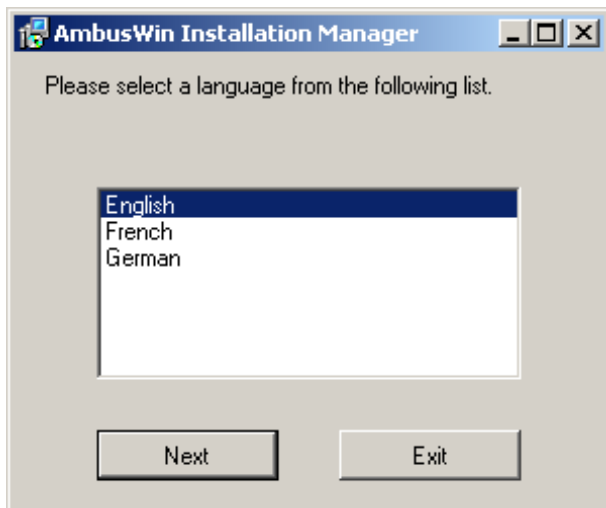 AmbusWin Installation Manager
Please select a language from the following list.
English
French
German
Next
Exit